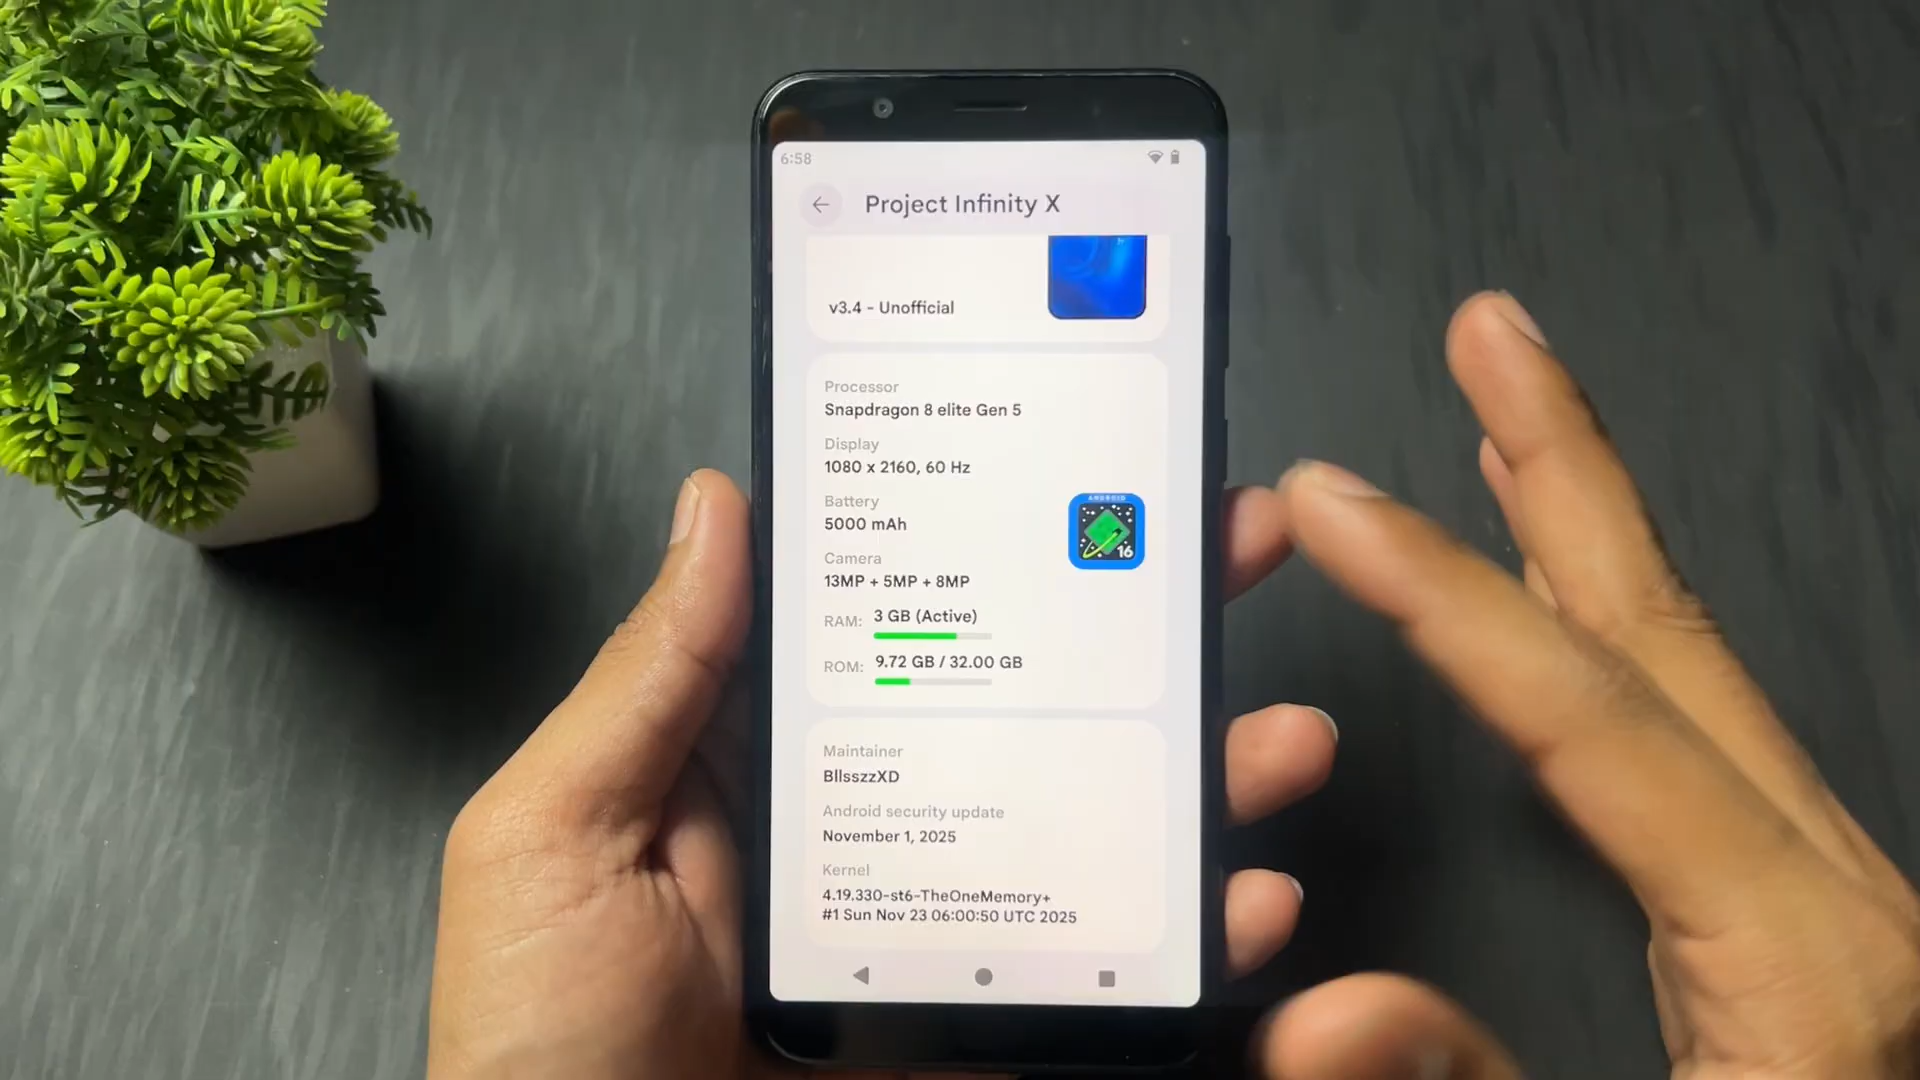 6:58
Project Infinity X
v3.4 - Unofficial
Processor
Snapdragon 8 elite Gen 5
Display
1080 x 2160, 60 Hz
Battery
5000 mAh
ANDROID
16
Camera
13MP + 5MP + 8MP
RAM: 3 GB (Active)
ROM: 9.72 GB / 32.00 GB
Maintainer
BllsszzXD
Android security update
November 1, 2025
Kernel
4.19.330-st6-TheOneMemory+
#1 Sun Nov 23 06:00:50 UTC 2025